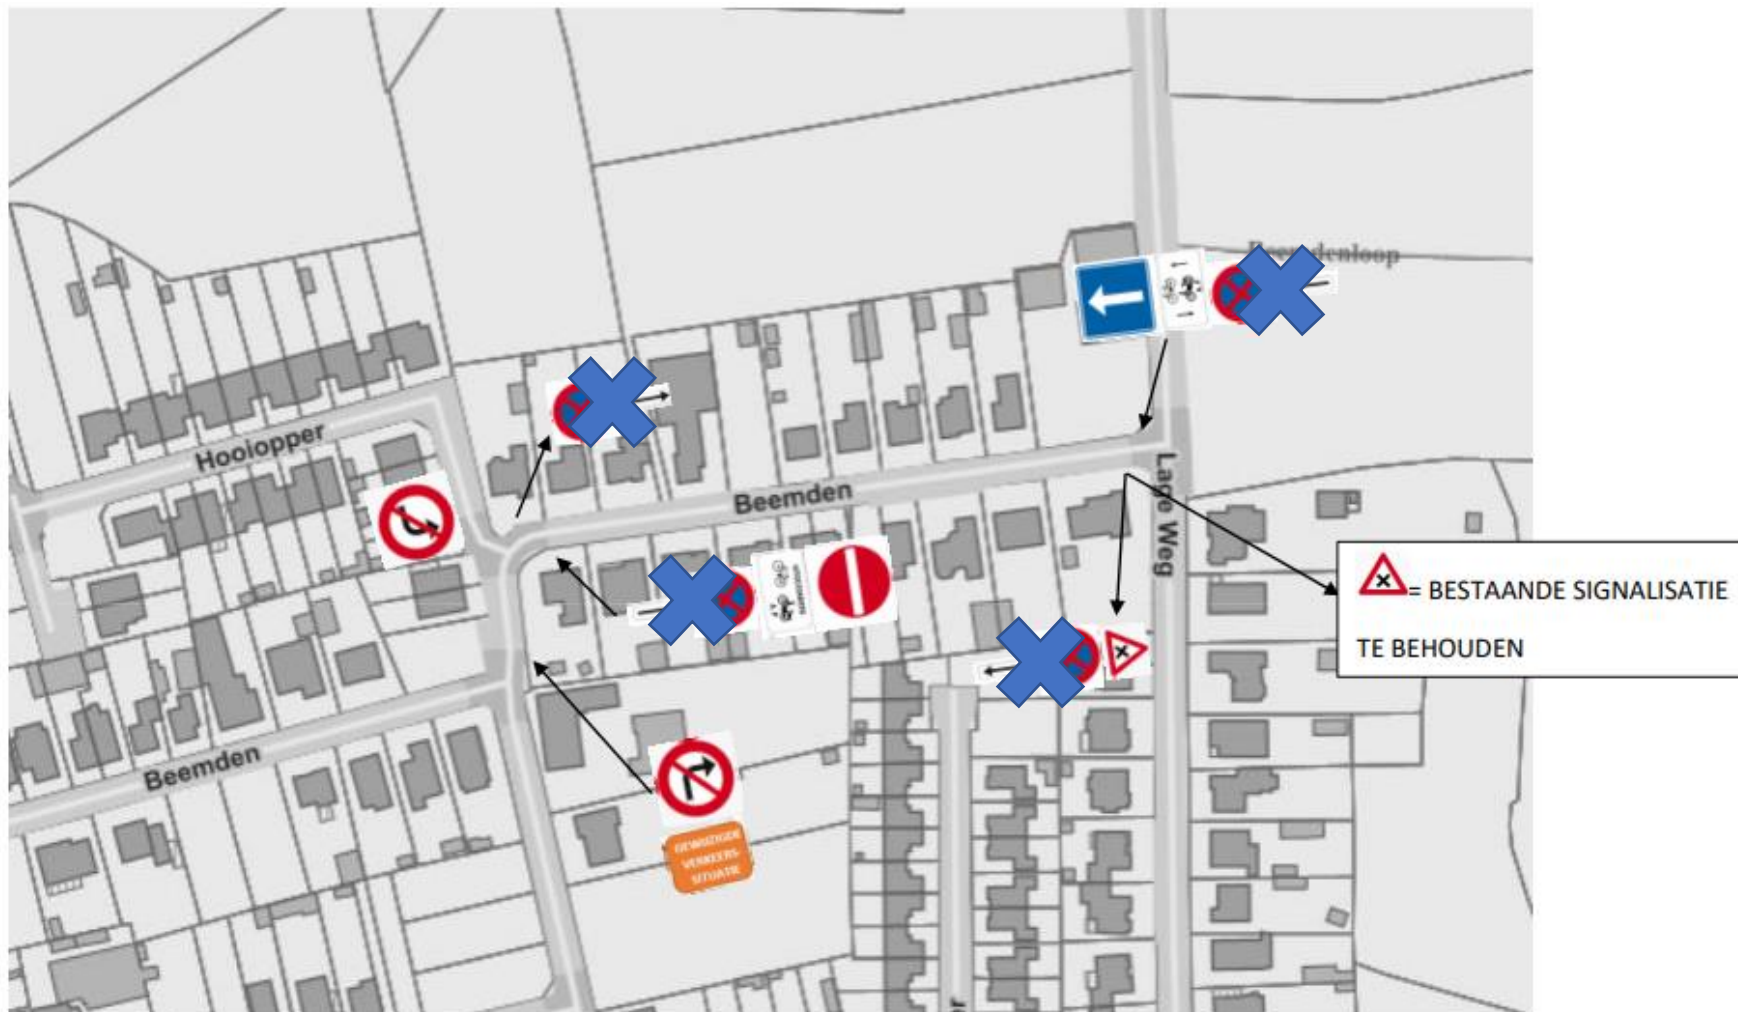 Hooiopper
Beemden
Lage Weg
GEWIJZIGDE
VERKEERS-
SITUATIE
Beemden
= BESTAANDE SIGNALISATIE
TE BEHOUDEN